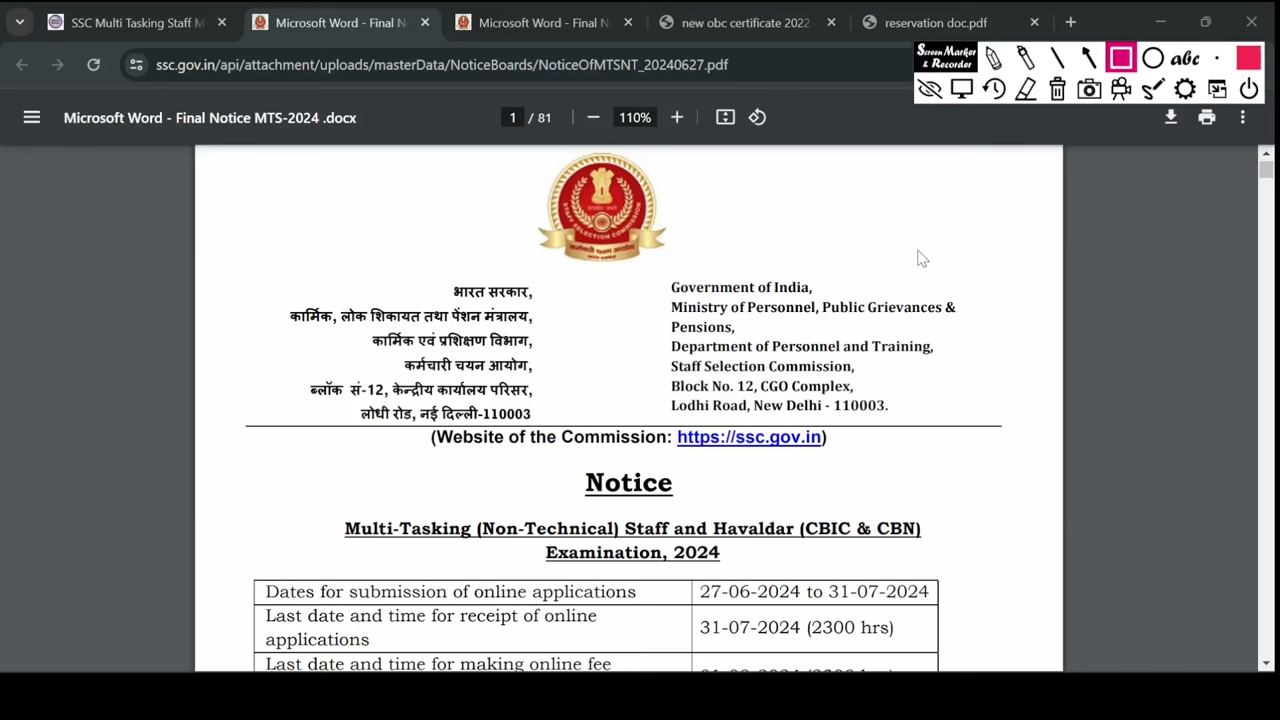 SSC Multi Tasking Staff M
Microsoft Word - Final N
Microsoft Word - Final N
new obc certificate 2022
reservation doc.pdf
ssc.gov.in/api/attachment/uploads/masterData/NoticeBoards/NoticeOfMTSNT_20240627.pdf
Screen Marker
& Recorder
abc
Microsoft Word - Final Notice MTS-2024 .docx
1 / 81
110%
STAFF SELECTION COMMISSION
कर्मचारी चयन आयोग
भारत सरकार,
कार्मिक, लोक शिकायत तथा पेंशन मंत्रालय,
कार्मिक एवं प्रशिक्षण विभाग,
कर्मचारी चयन आयोग,
ब्लॉक सं-12, केन्द्रीय कार्यालय परिसर,
लोधी रोड, नई दिल्ली-110003
Government of India,
Ministry of Personnel, Public Grievances &
Pensions,
Department of Personnel and Training,
Staff Selection Commission,
Block No. 12, CGO Complex,
Lodhi Road, New Delhi - 110003.
(Website of the Commission: https://ssc.gov.in)
Notice
Multi-Tasking (Non-Technical) Staff and Havaldar (CBIC & CBN)
Examination, 2024
Dates for submission of online applications
27-06-2024 to 31-07-2024
Last date and time for receipt of online
applications
31-07-2024 (2300 hrs)
Last date and time for making online fee